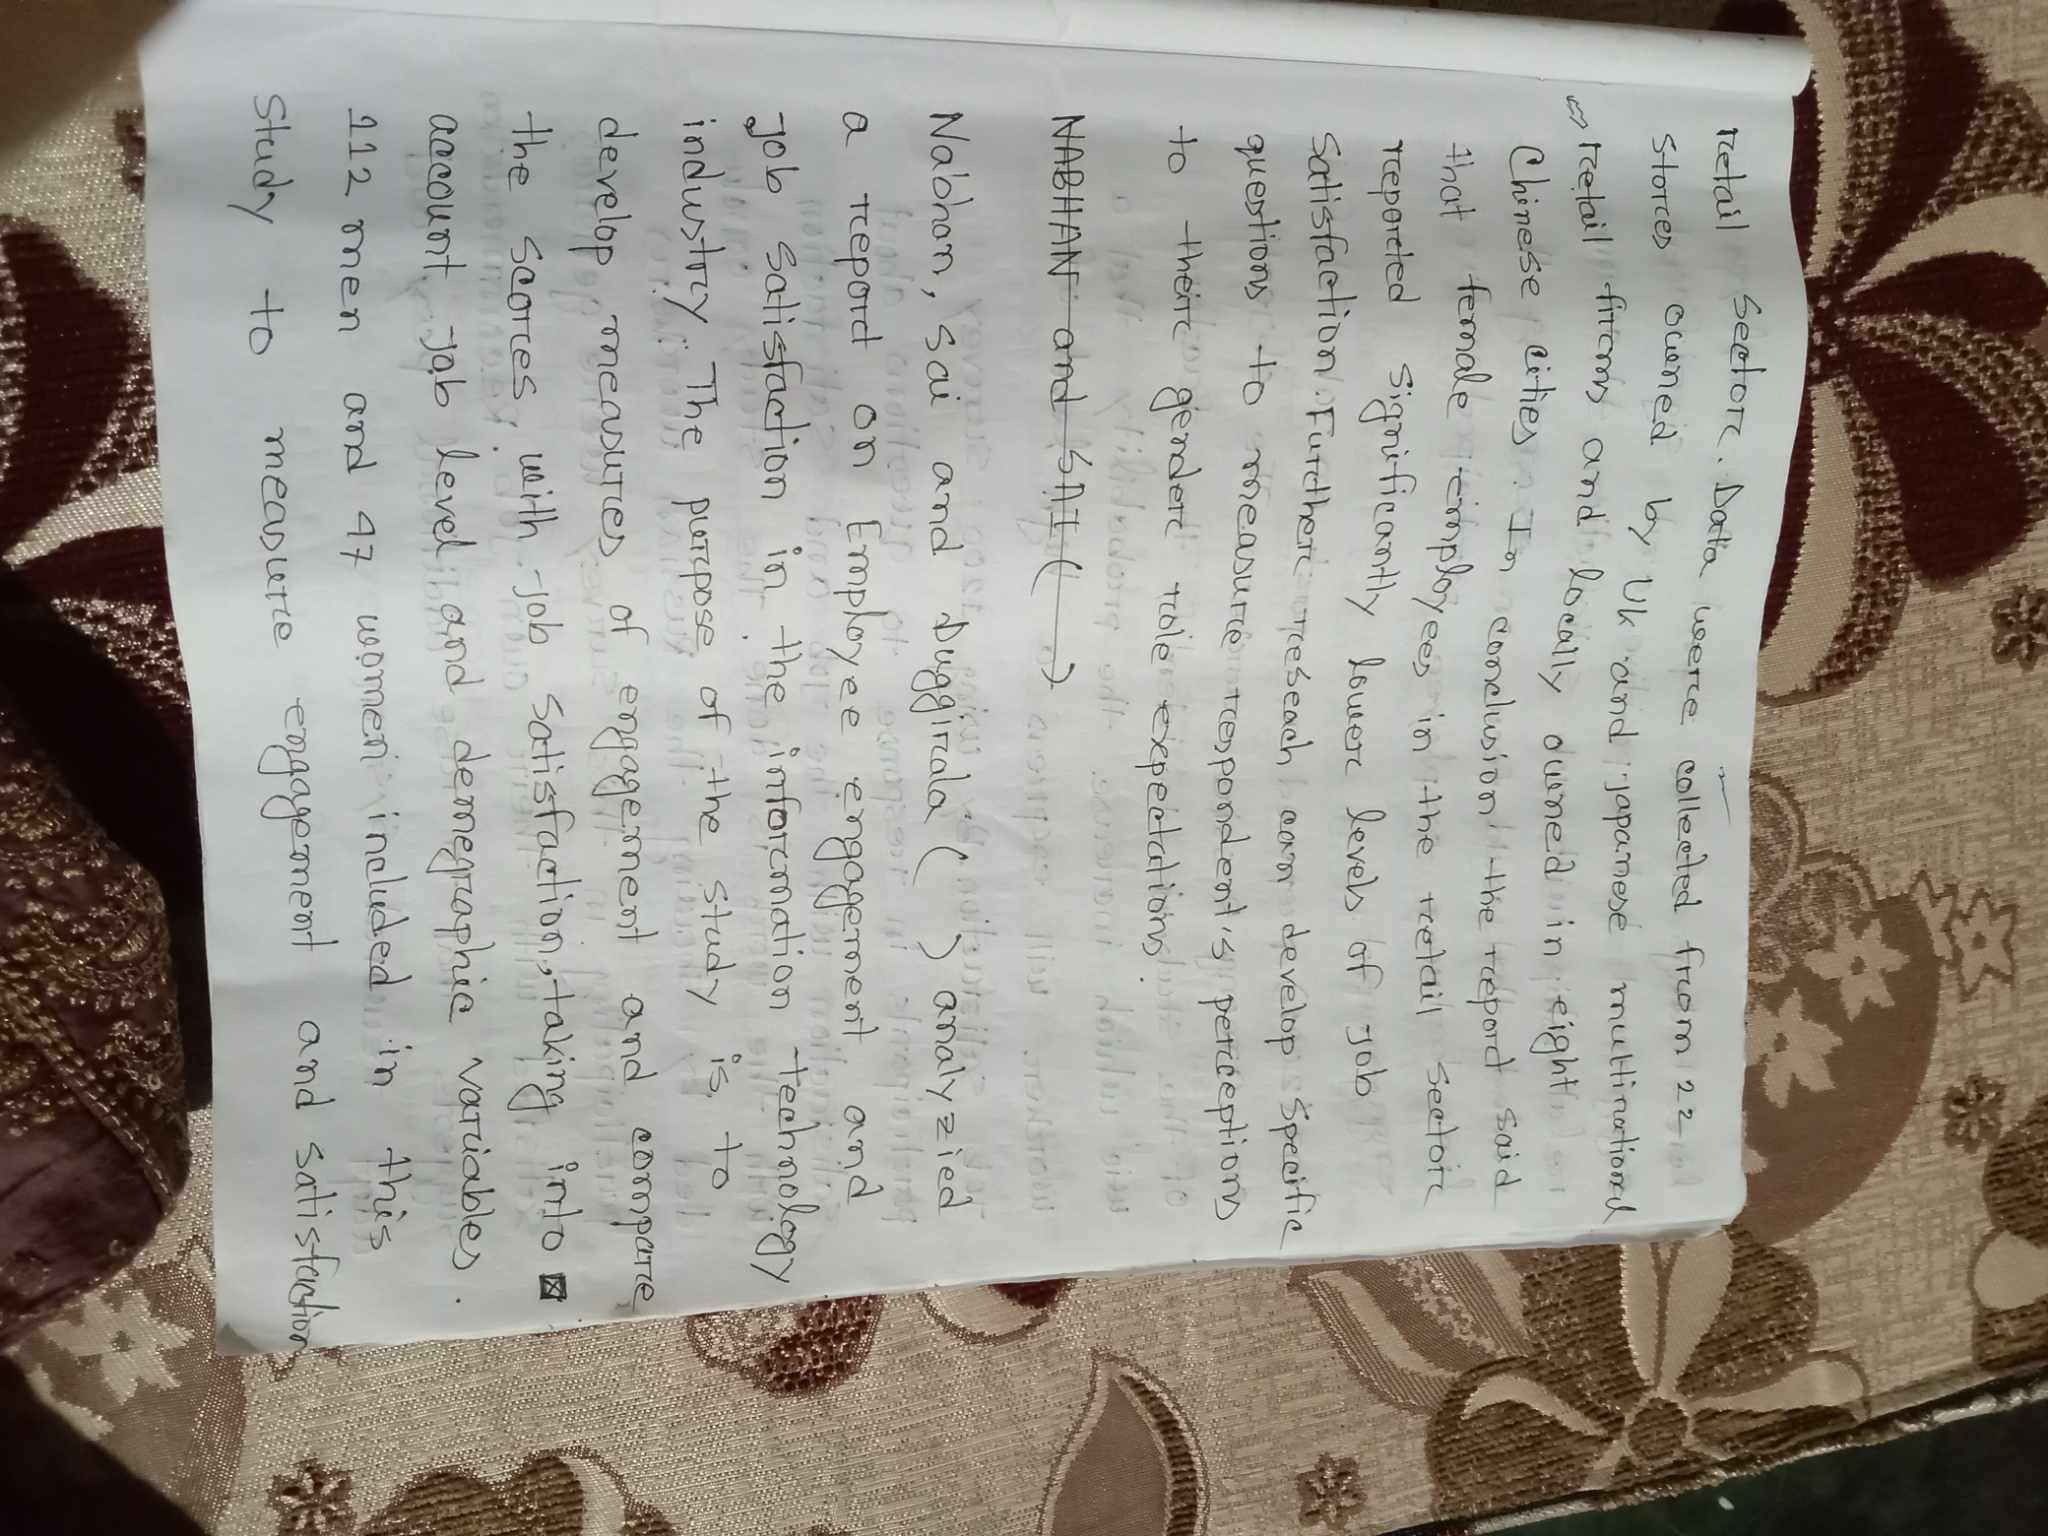 retail sector. Data were collected from 22
stores owned by UK and japanese multinational
⇔ retail firms and locally owned in eight
Chinese cities. In conclusion the report said
that female employees in the retail sector
reported significantly lower levels of job
satisfaction. Further reseach can develop specific
questions to measure respondent's perceptions
to their gender role expectations.
NABHAN and SAI ( )
Nabhan, Sai and Duggirala ( ) analyzied
a report on Employee engagement and
job satisfaction in the information technology
industry. The purpose of the study is to
develop measures of engagement and compare
the scores with job satisfaction, taking into
account job level and demegraphic variables.
112 men and 47 women included in this
study to measure engagement and satisfaction